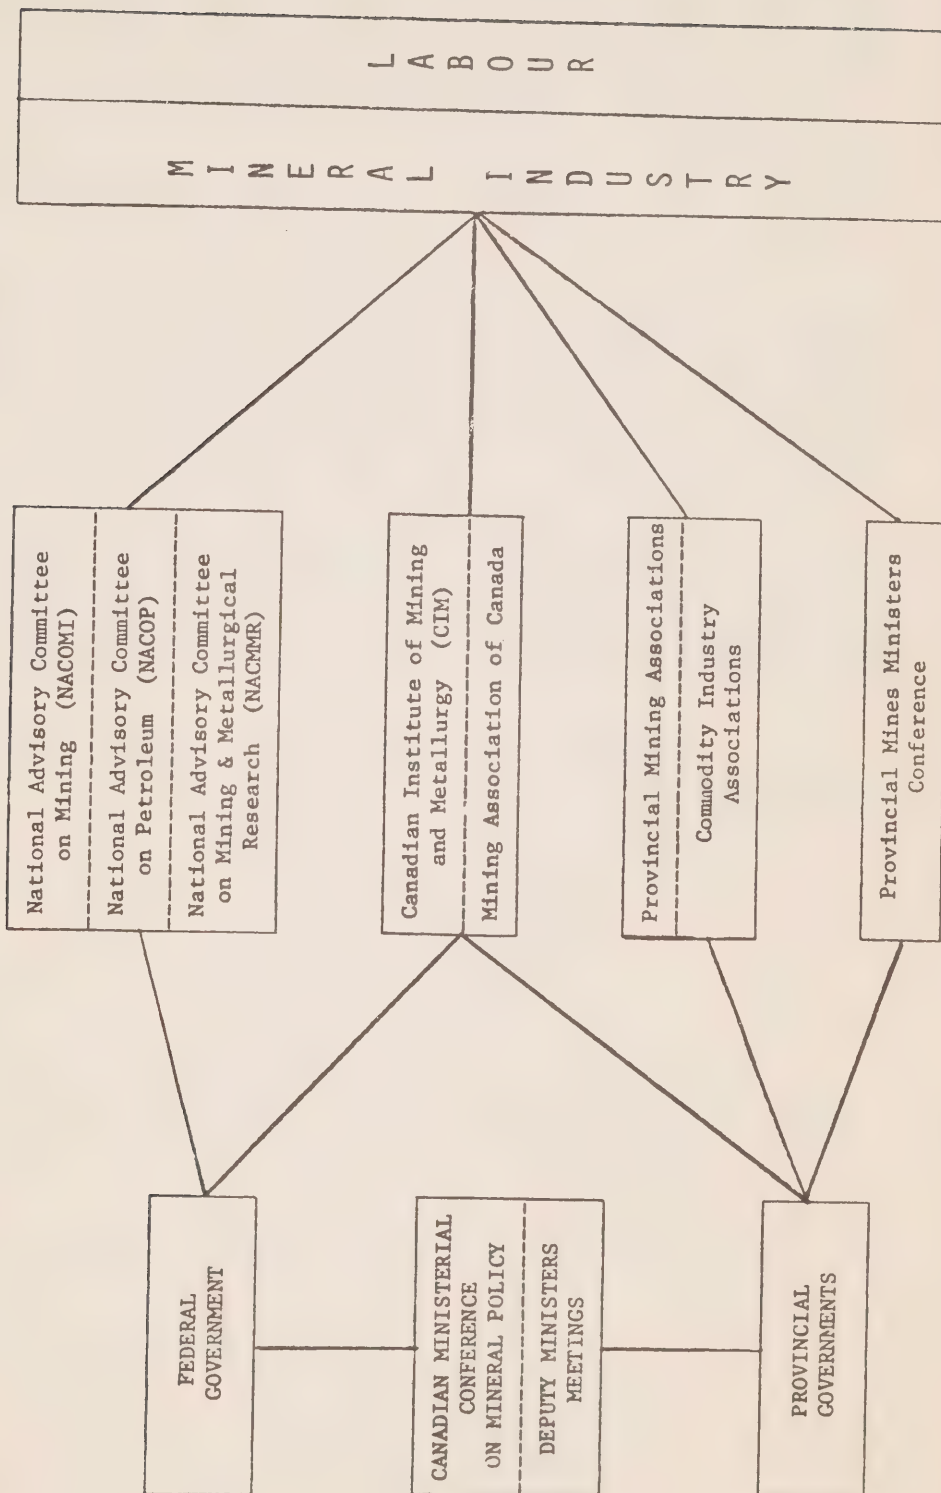 FEDERAL
GOVERNMENT
CANADIAN MINISTERIAL
CONFERENCE
ON MINERAL POLICY
DEPUTY MINISTERS
MEETINGS
PROVINCIAL
GOVERNMENTS
National Advisory Committee
on Mining (NACOMI)
National Advisory Committee
on Petroleum (NACOP)
National Advisory Committee
on Mining & Metallurgical
Research (NACMMR)
Canadian Institute of Mining
and Metallurgy (CIM)
Mining Association of Canada
Provincial Mining Associations
Commodity Industry
Associations
Provincial Mines Ministers
Conference
MINERAL INDUSTRY
LABOUR